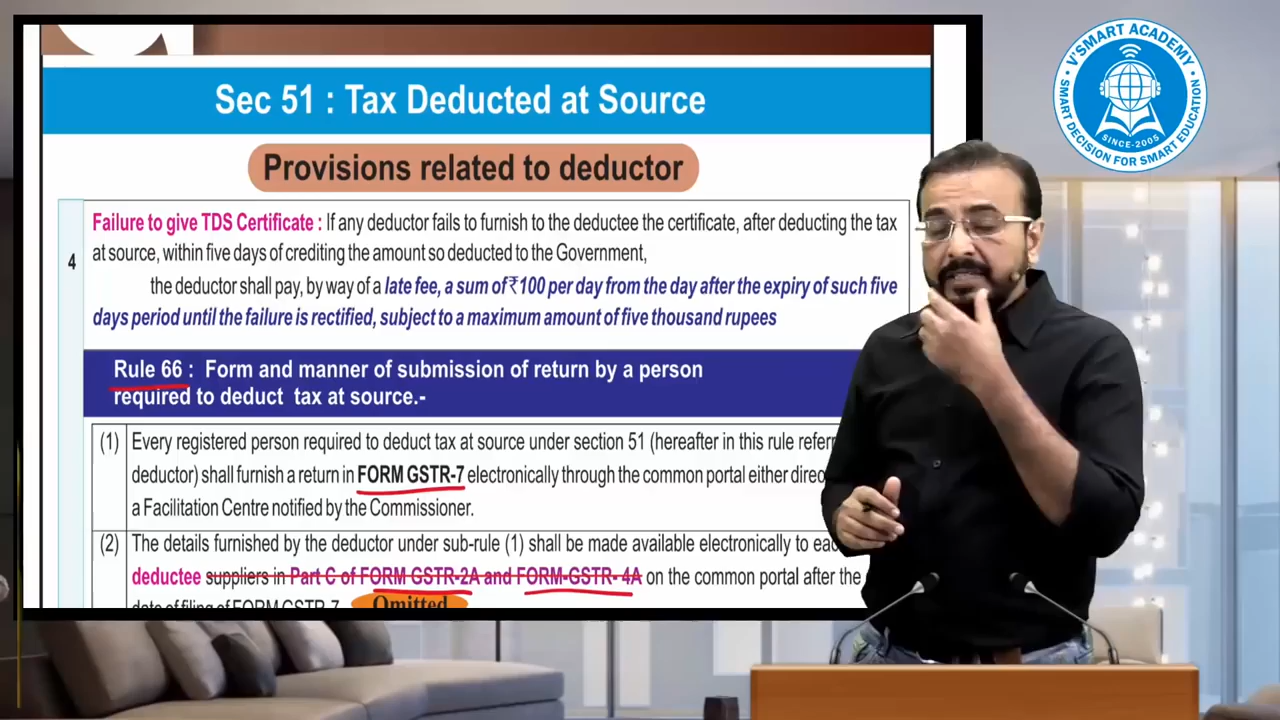 Sec 51 : Tax Deducted at Source
Provisions related to deductor
4
Failure to give TDS Certificate : If any deductor fails to furnish to the deductee the certificate, after deducting the tax
at source, within five days of crediting the amount so deducted to the Government,
the deductor shall pay, by way of a late fee, a sum of ₹100 per day from the day after the expiry of such five
days period until the failure is rectified, subject to a maximum amount of five thousand rupees
Rule 66 : Form and manner of submission of return by a person
required to deduct tax at source.-
(1) Every registered person required to deduct tax at source under section 51 (hereafter in this rule
deductor) shall furnish a return in FORM GSTR-7 electronically through the common portal either
a Facilitation Centre notified by the Commissioner.
(2) The details furnished by the deductor under sub-rule (1) shall be made available electronically to
deductee suppliers in Part C of FORM GSTR-2A and FORM-GSTR- 4A on the common portal after the
date of filing of FORM GSTR-7 Omitted
V'SMART ACADEMY
SINCE-2005
SMART DECISION FOR SMART EDUCATION